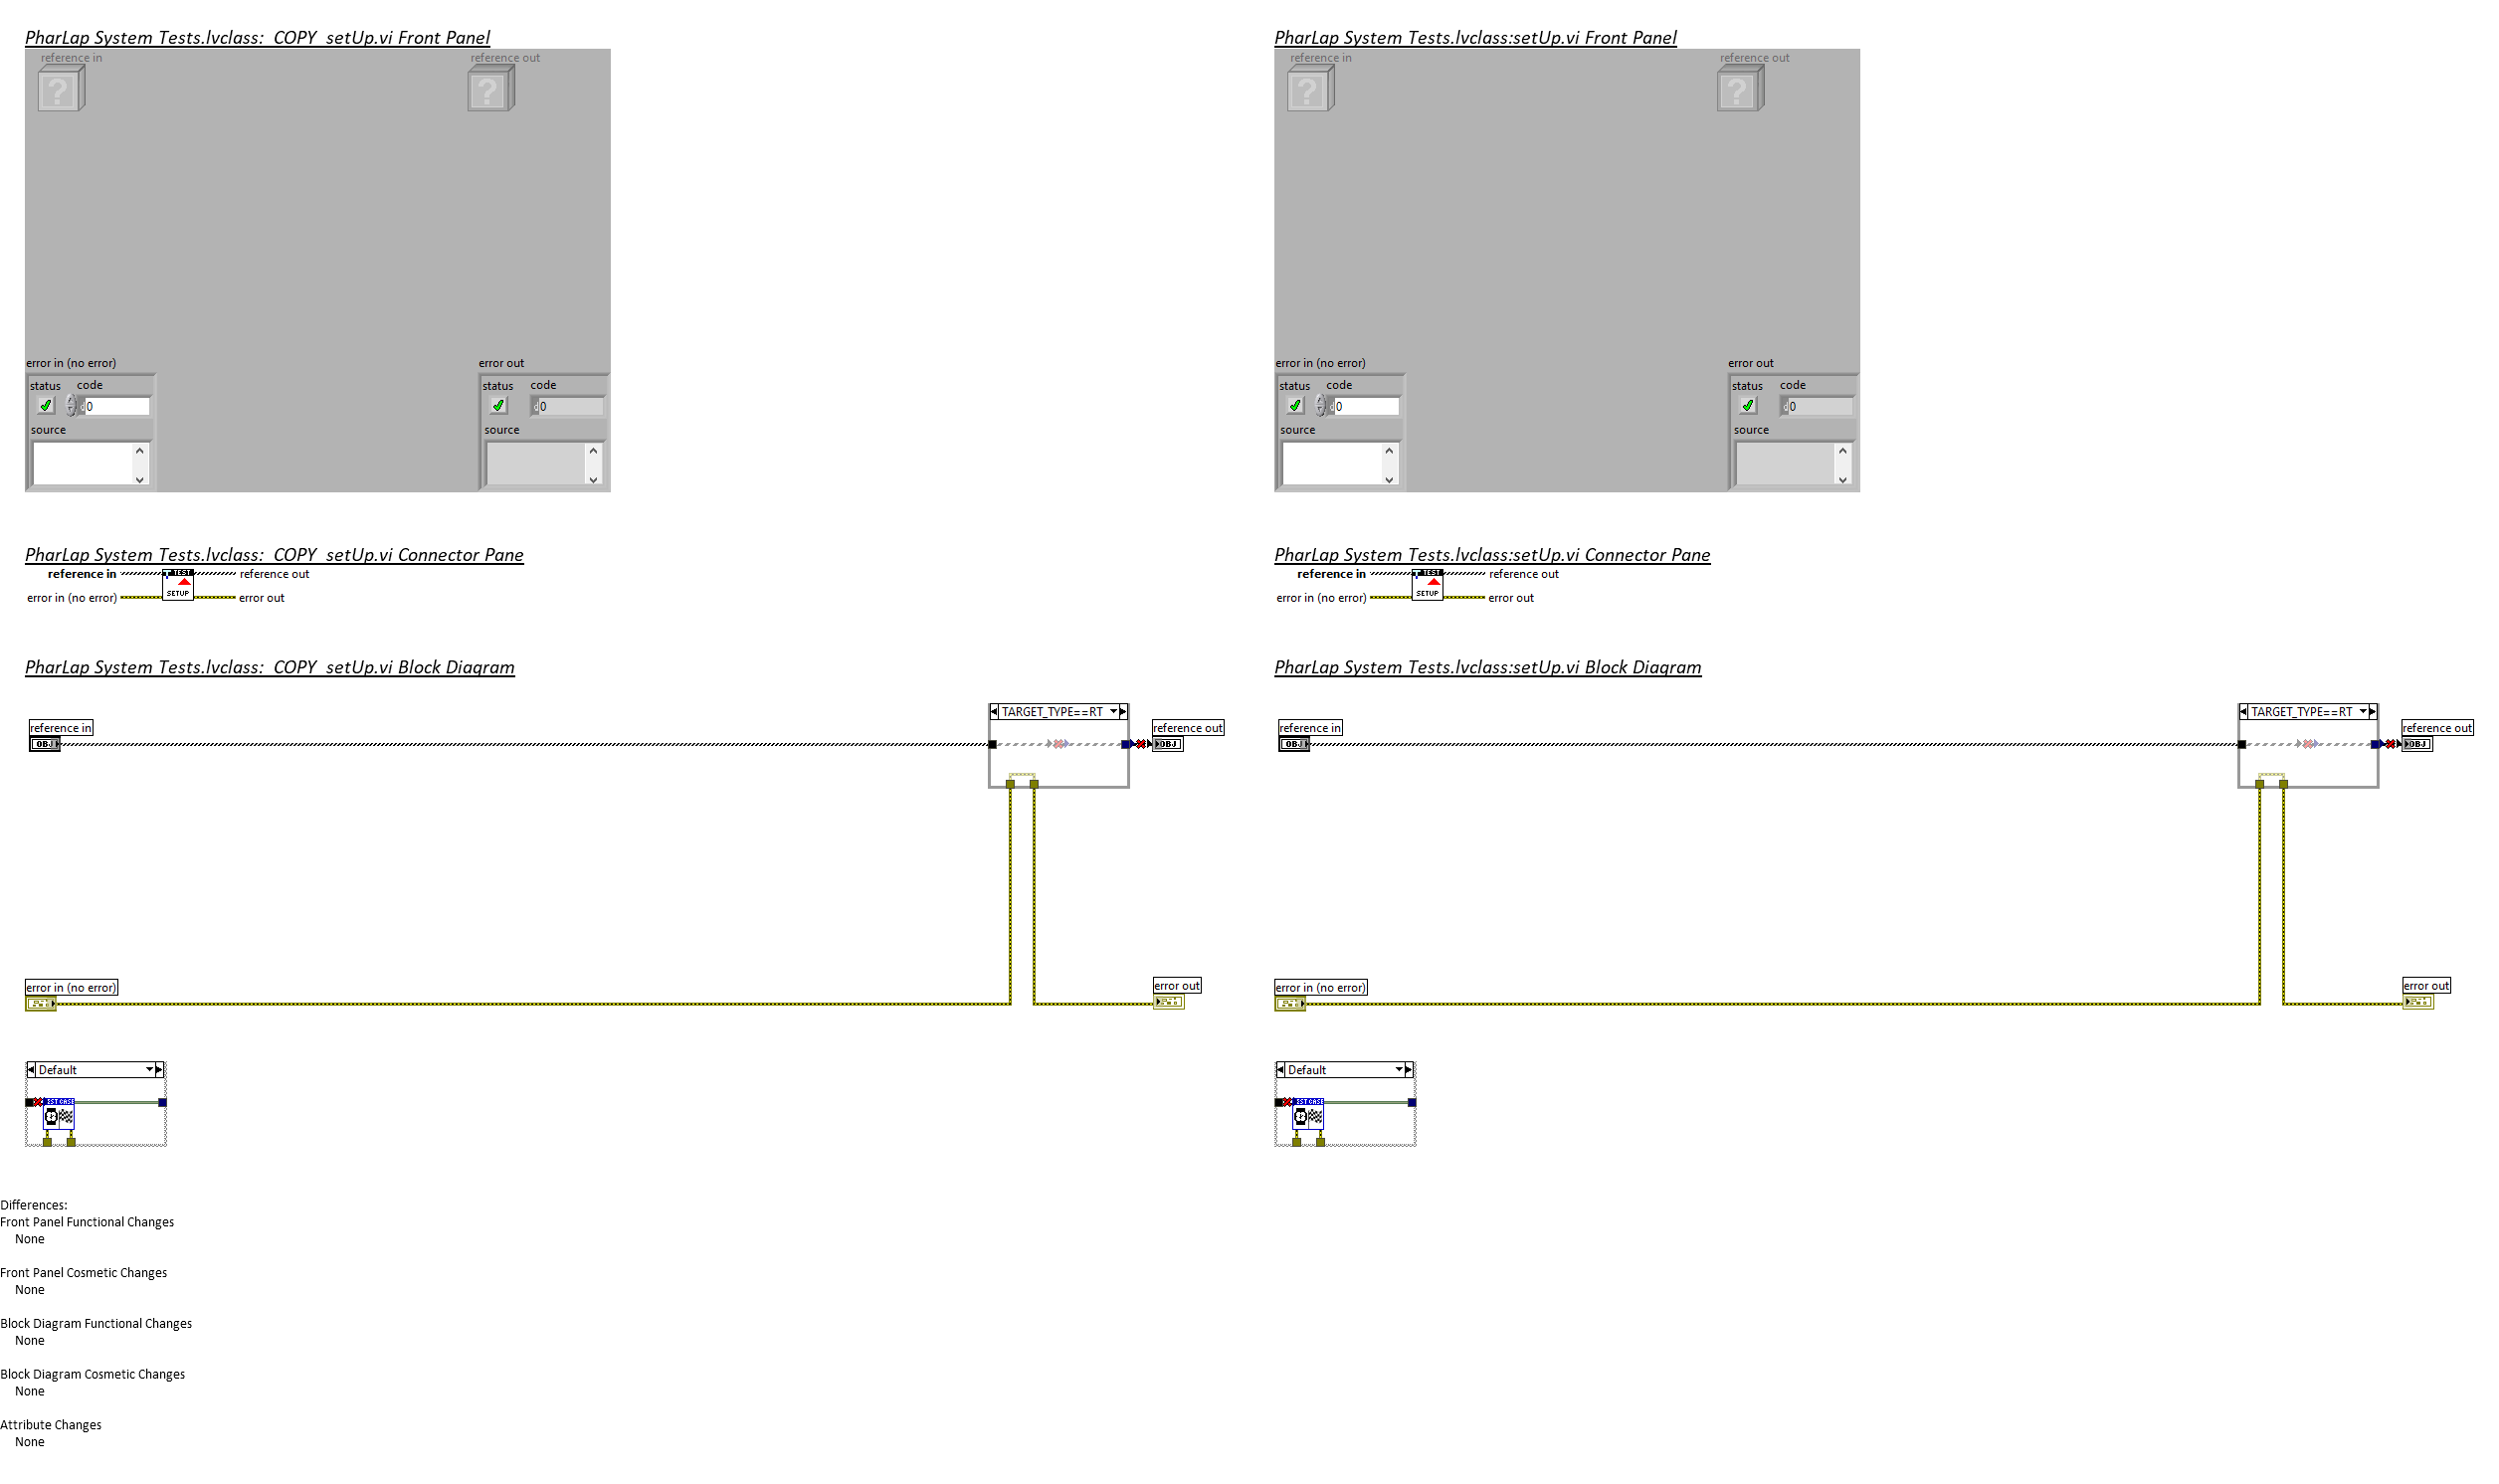 PharLap System Tests.lvclass:_COPY_setUp.vi Front Panel
reference in
reference out
error in (no error)
error out
status code
status code
0
0
source
source
PharLap System Tests.lvclass:_COPY_setUp.vi Connector Pane
reference in
TEST
reference out
error in (no error)
SETUP
error out
PharLap System Tests.lvclass:_COPY_setUp.vi Block Diagram
TARGET_TYPE==RT
reference in
reference out
OBJ
OBJ
error in (no error)
error out
Default
EST CASE
PharLap System Tests.lvclass:setUp.vi Front Panel
reference in
reference out
error in (no error)
error out
status code
status code
0
0
source
source
PharLap System Tests.lvclass:setUp.vi Connector Pane
reference in
TEST
reference out
error in (no error)
SETUP
error out
PharLap System Tests.lvclass:setUp.vi Block Diagram
TARGET_TYPE==RT
reference in
reference out
OBJ
OBJ
error in (no error)
error out
Default
EST CASE
Differences:
Front Panel Functional Changes
None
Front Panel Cosmetic Changes
None
Block Diagram Functional Changes
None
Block Diagram Cosmetic Changes
None
Attribute Changes
None